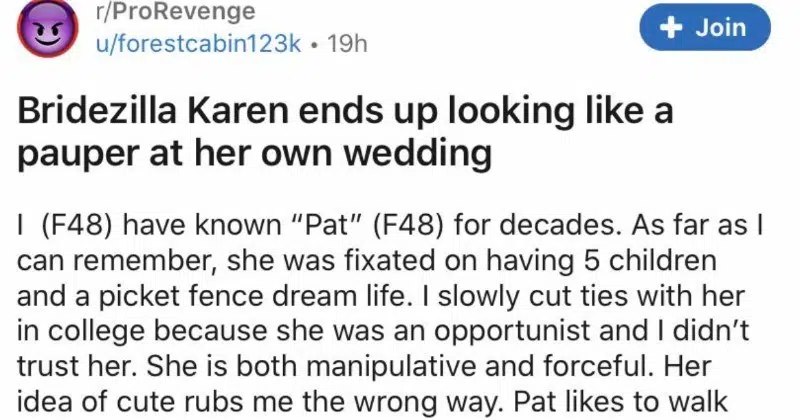 r/ProRevenge
u/forestcabin123k • 19h
+ Join
Bridezilla Karen ends up looking like a
pauper at her own wedding
I (F48) have known “Pat” (F48) for decades. As far as I
can remember, she was fixated on having 5 children
and a picket fence dream life. I slowly cut ties with her
in college because she was an opportunist and I didn’t
trust her. She is both manipulative and forceful. Her
idea of cute rubs me the wrong way. Pat likes to walk